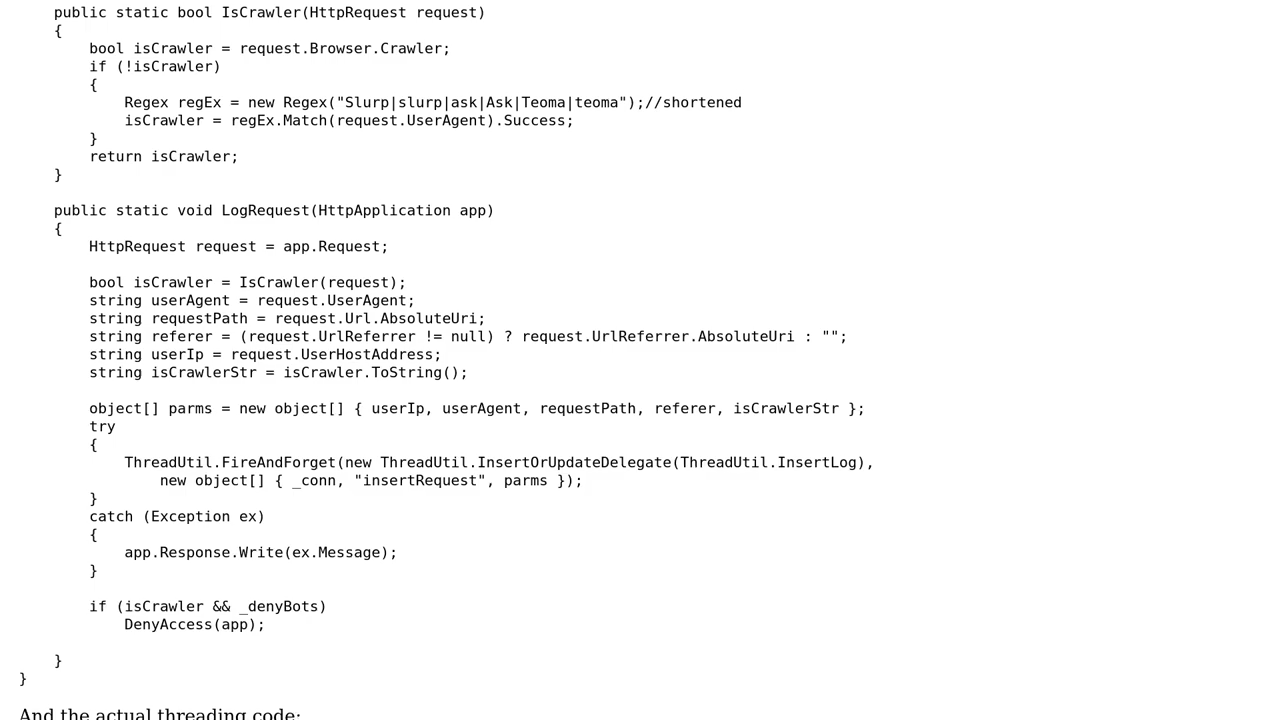 public static bool IsCrawler(HttpRequest request)
{
bool isCrawler = request.Browser.Crawler;
if (!isCrawler)
{
Regex regEx = new Regex("Slurp|slurp|ask|Ask|Teoma|teoma");//shortened
isCrawler = regEx.Match(request.UserAgent).Success;
}
return isCrawler;
}
public static void LogRequest(HttpApplication app)
{
HttpRequest request = app.Request;
bool isCrawler = IsCrawler(request);
string userAgent = request.UserAgent;
string requestPath = request.Url.AbsoluteUri;
string referer = (request.UrlReferrer != null) ? request.UrlReferrer.AbsoluteUri : "";
string userIp = request.UserHostAddress;
string isCrawlerStr = isCrawler.ToString();
object[] parms = new object[] { userIp, userAgent, requestPath, referer, isCrawlerStr };
try
{
ThreadUtil.FireAndForget(new ThreadUtil.InsertOrUpdateDelegate(ThreadUtil.InsertLog),
new object[] { _conn, "insertRequest", parms });
}
catch (Exception ex)
{
app.Response.Write(ex.Message);
}
if (isCrawler && _denyBots)
DenyAccess(app);
}
}
And the actual threading code: